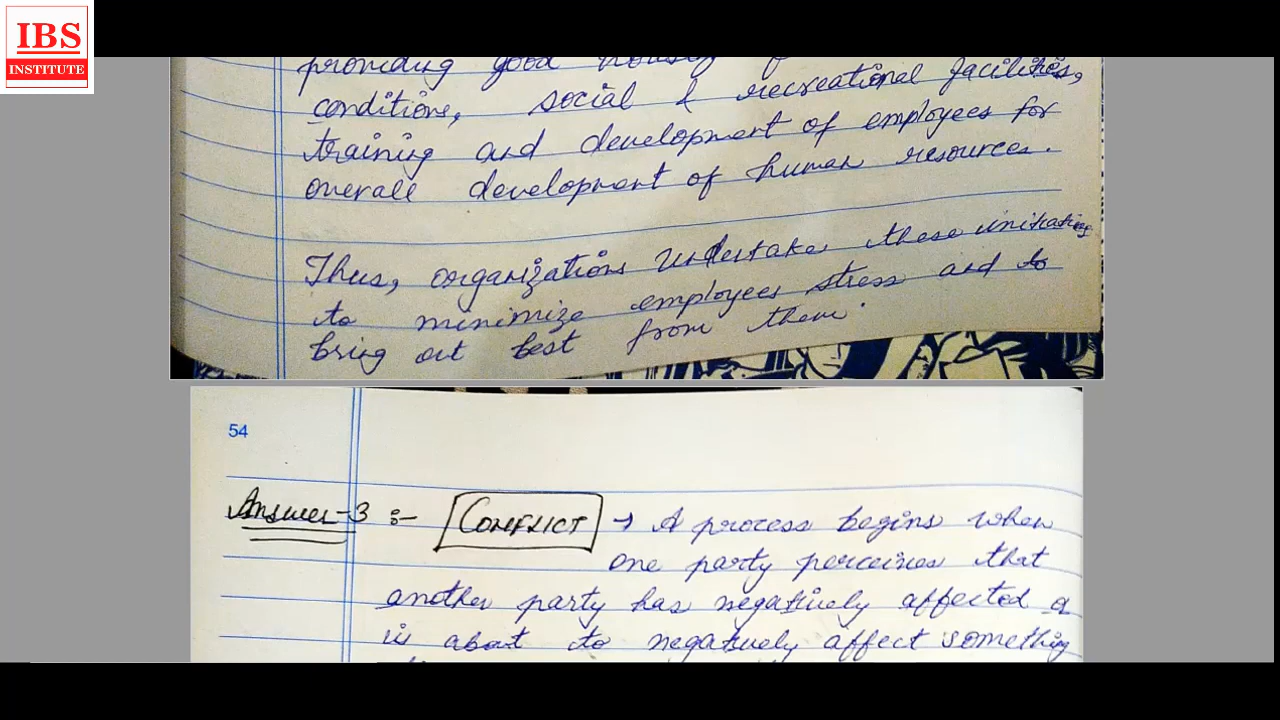 IBS
INSTITUTE
providing good
conditions, social & recreational facilities,
training and development of employees for
overall development of human resources.
Thus, organizations undertake these
to minimize employees stress and to
bring out best from them.
54
Answer-3 :- CONFLICT → A process begins when
one party perceives that
another party has negatively affected or
is about to negatively affect something